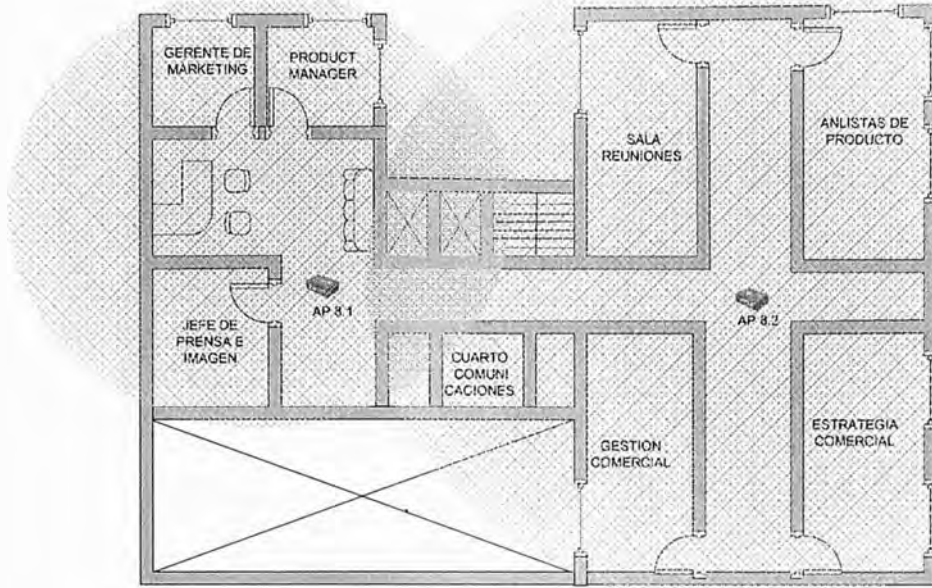 GERENTE DE
MARKETING
PRODUCT
MANAGER
SALA
REUNIONES
ANLISTAS DE
PRODUCTO
AP 8.1
AP 8.2
JEFE DE
PRENSA E
IMAGEN
CUARTO
COMUNI
CACIONES
GESTION
COMERCIAL
ESTRATEGIA
COMERCIAL